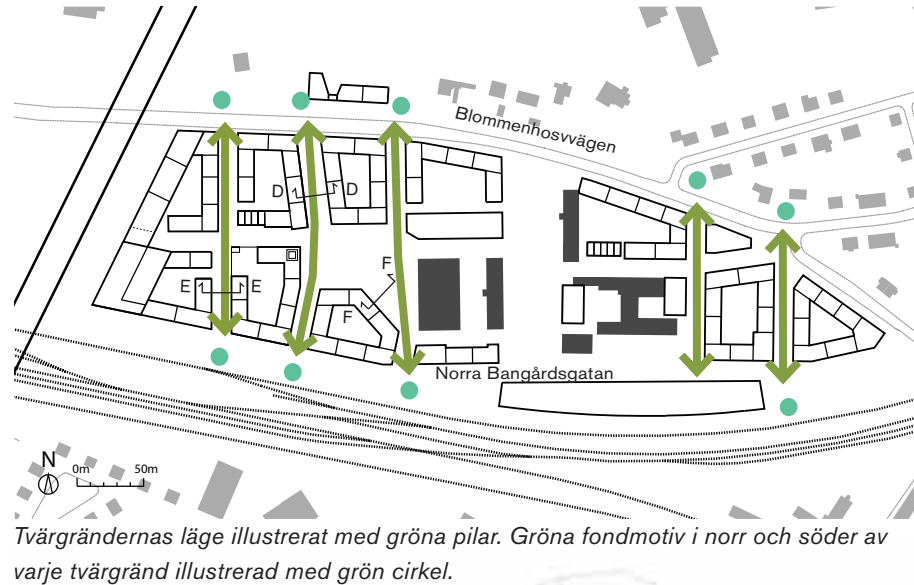 Blommenhosvvägen
D D
F
E E
F
Norra Bangårdsgatan
N
0m 50m
Tvärgrändernas läge illustrerat med gröna pilar. Gröna fondmotiv i norr och söder av
varje tvärgränd illustrerad med grön cirkel.